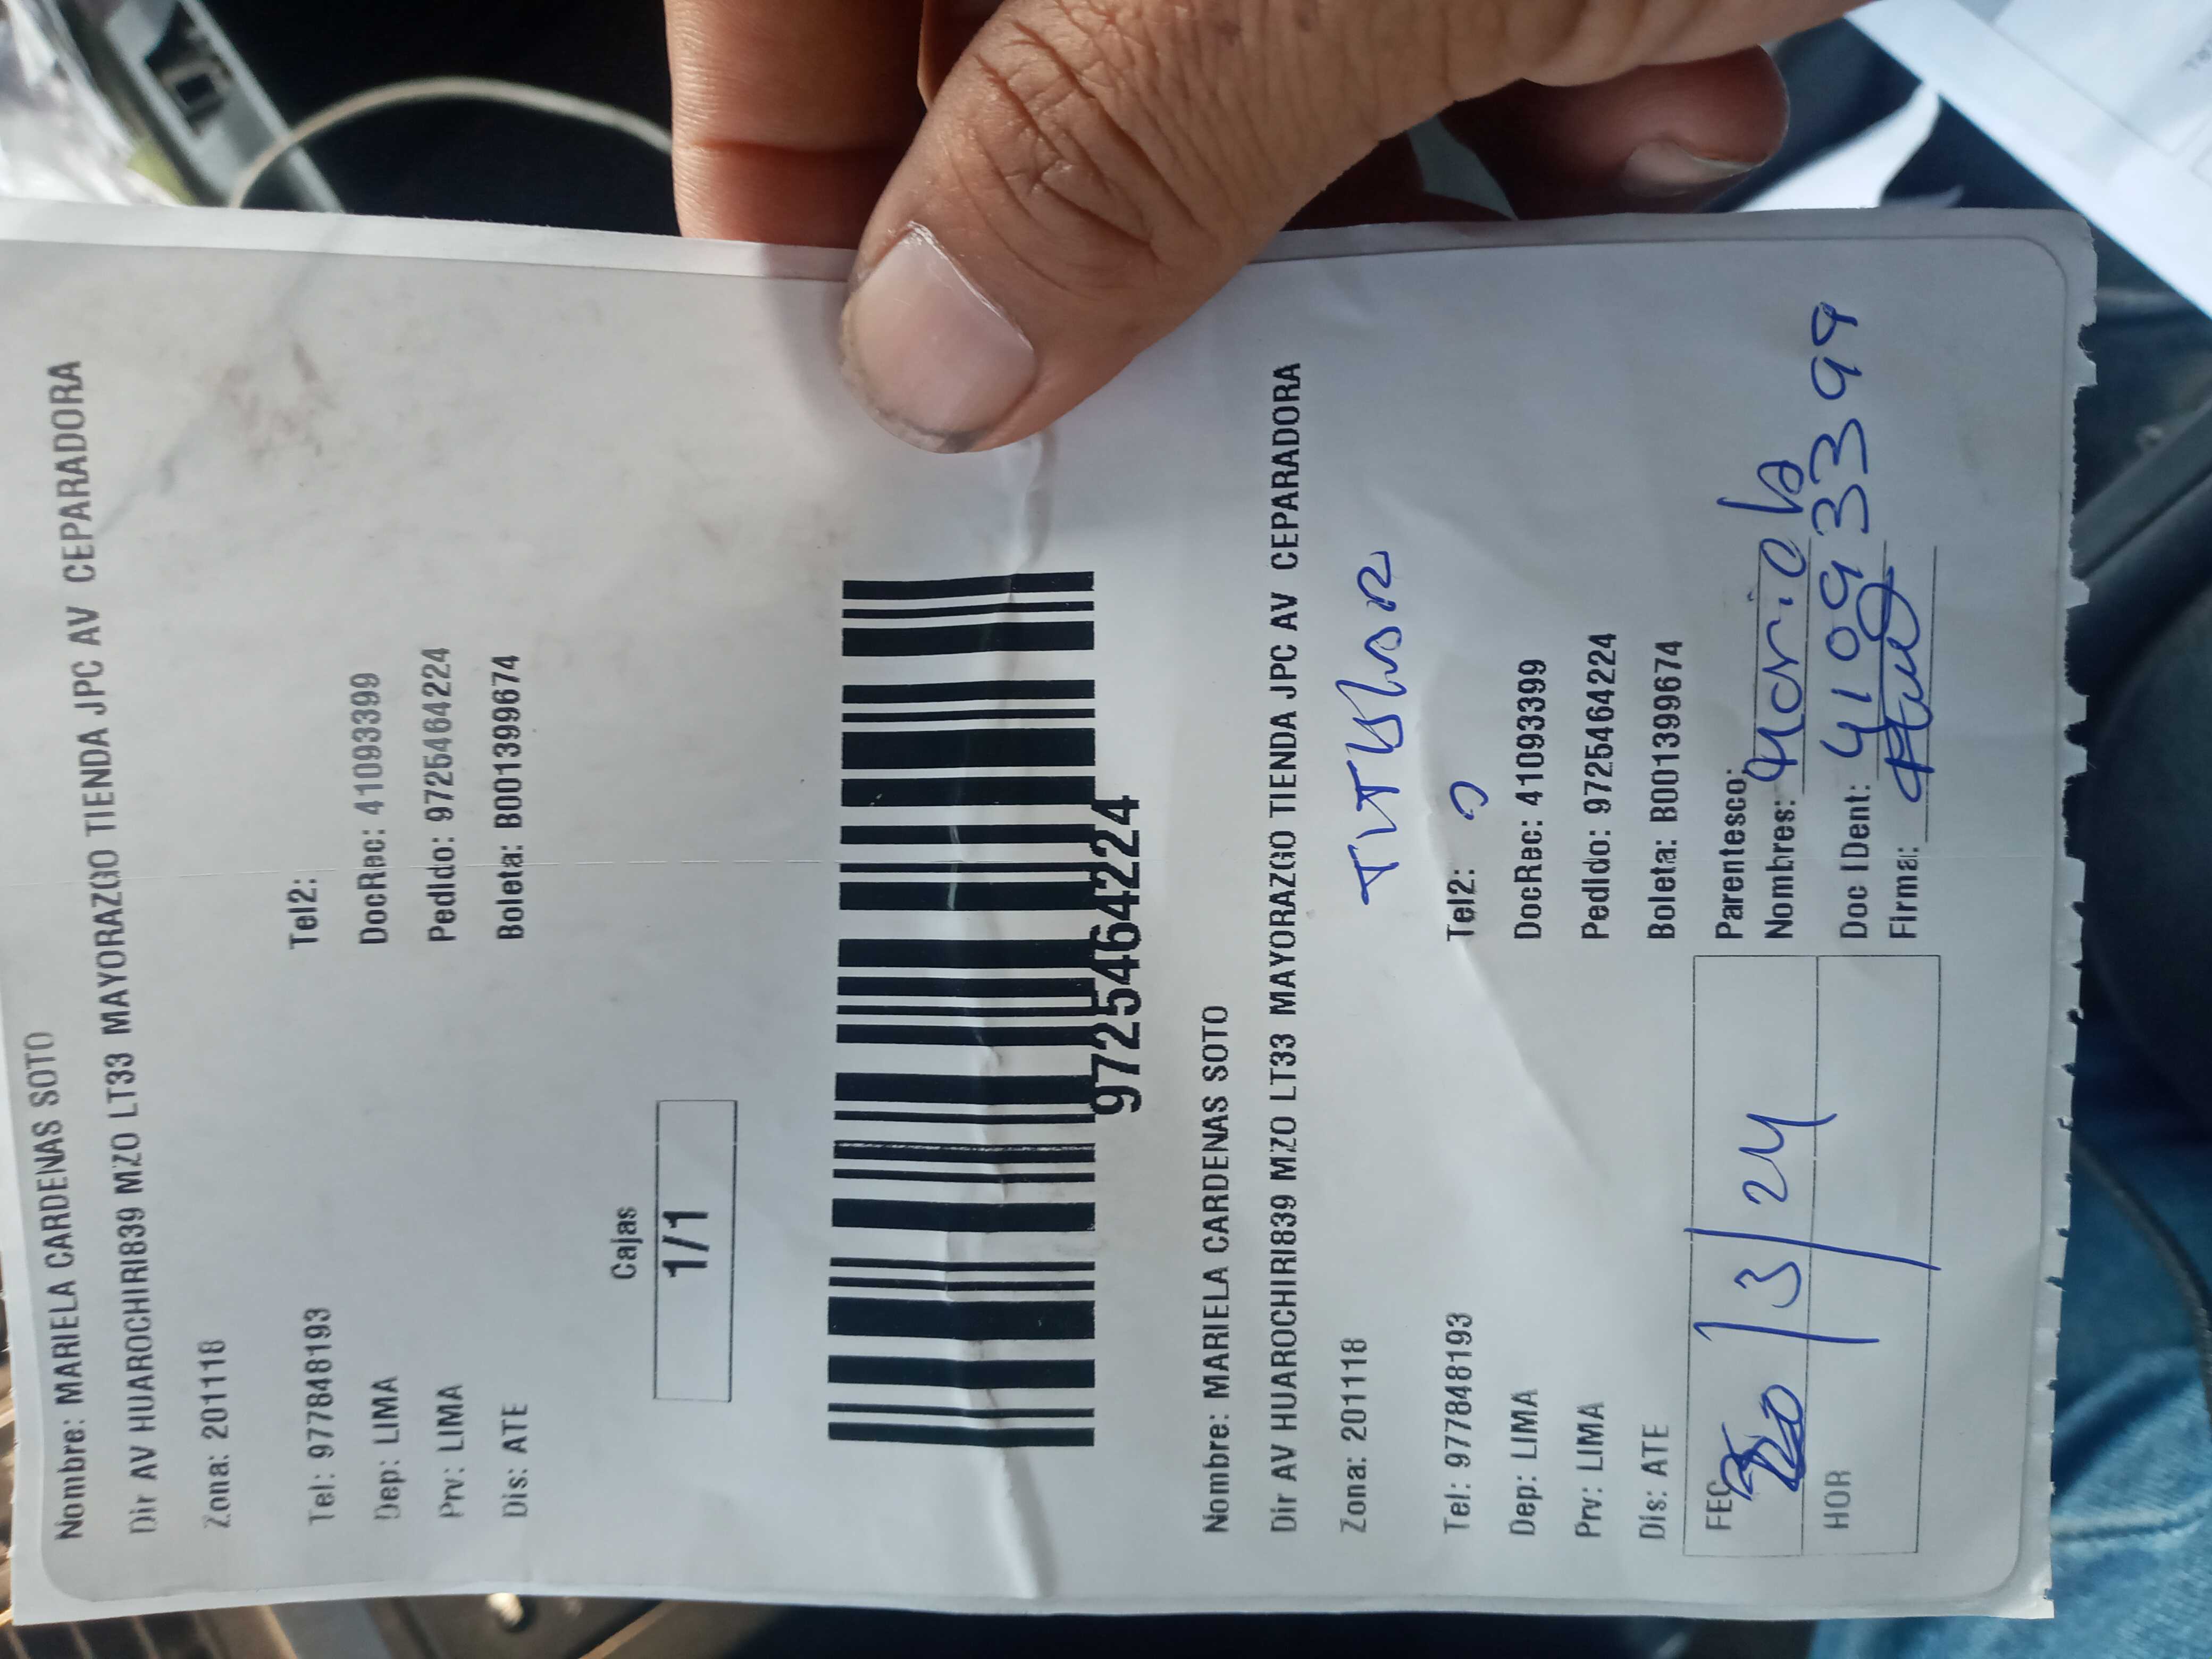 Nombre: MARIELA CARDENAS SOTO
Dir AV HUAROCHIRI839 MZO LT33 MAYORAZGO TIENDA JPC AV CEPARADORA
Zona: 201118
Tel: 977848193 Tel2:
Dep: LIMA DocRec: 41093399
Prv: LIMA Pedido: 9725464224
Dis: ATE Boleta: B001399674
Cajas
1/1
9725464224
Nombre: MARIELA CARDENAS SOTO
Dir AV HUAROCHIRI839 MZO LT33 MAYORAZGO TIENDA JPC AV CEPARADORA
Zona: 201118
Tel: 977848193 Tel2:
Dep: LIMA DocRec: 41093399
Prv: LIMA Pedido: 9725464224
Dis: ATE Boleta: B001399674
Parentesco:
FEC 20/3/24 Nombres: Mariela
HOR Doc IDent: 41093399
Firma: